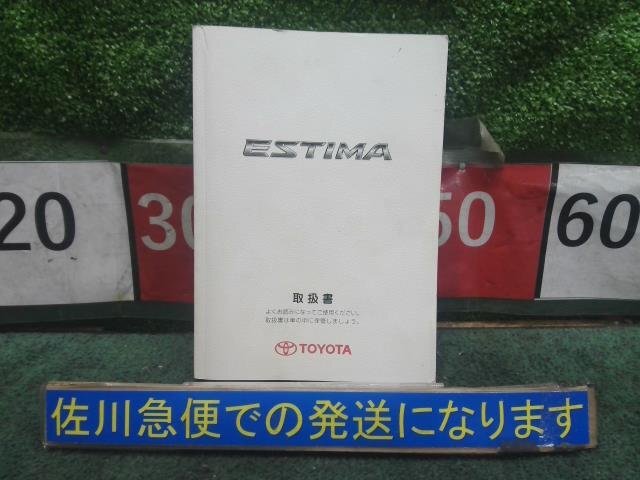 ESTIMA
20
30
50
60
取扱書
よくお読みになってご使用ください。
取扱書は車の中に保管しましょう。
TOYOTA
佐川急便での発送になります